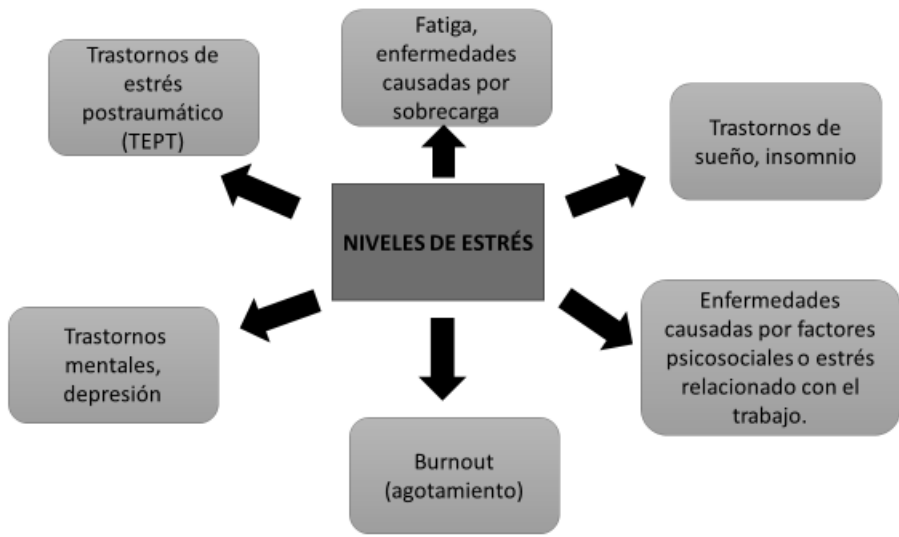 Fatiga,
enfermedades
causadas por
sobrecarga
Trastornos de
estrés
postraumático
(TEPT)
Trastornos de
sueño, insomnio
NIVELES DE ESTRÉS
Trastornos
mentales,
depresión
Enfermedades
causadas por factores
psicosociales o estrés
relacionado con el
trabajo.
Burnout
(agotamiento)